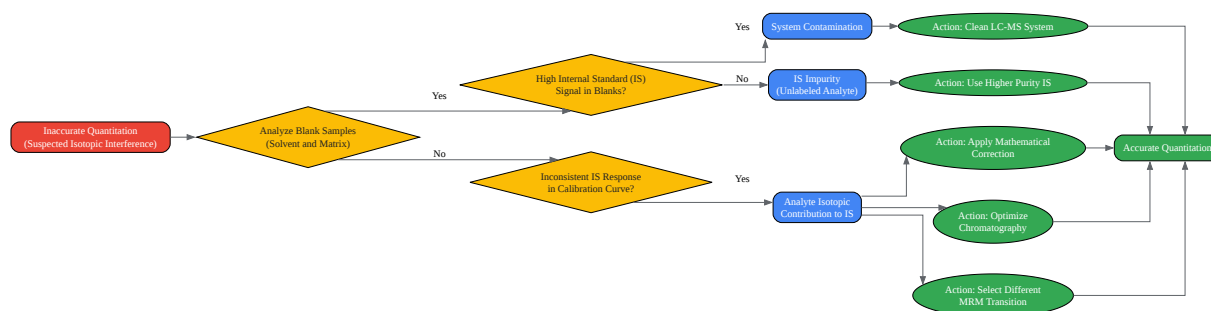 Yes
System Contamination
Action: Clean LC-MS System
High Internal Standard (IS)
Signal in Blanks?
No
IS Impurity
(Unlabeled Analyte)
Action: Use Higher Purity IS
Yes
Inaccurate Quantitation
(Suspected Isotopic Interference)
Analyze Blank Samples
(Solvent and Matrix)
No
Inconsistent IS Response
in Calibration Curve?
Yes
Analyte Isotopic
Contribution to IS
Action: Apply Mathematical
Correction
Accurate Quantitation
Action: Optimize
Chromatography
Action: Select Different
MRM Transition